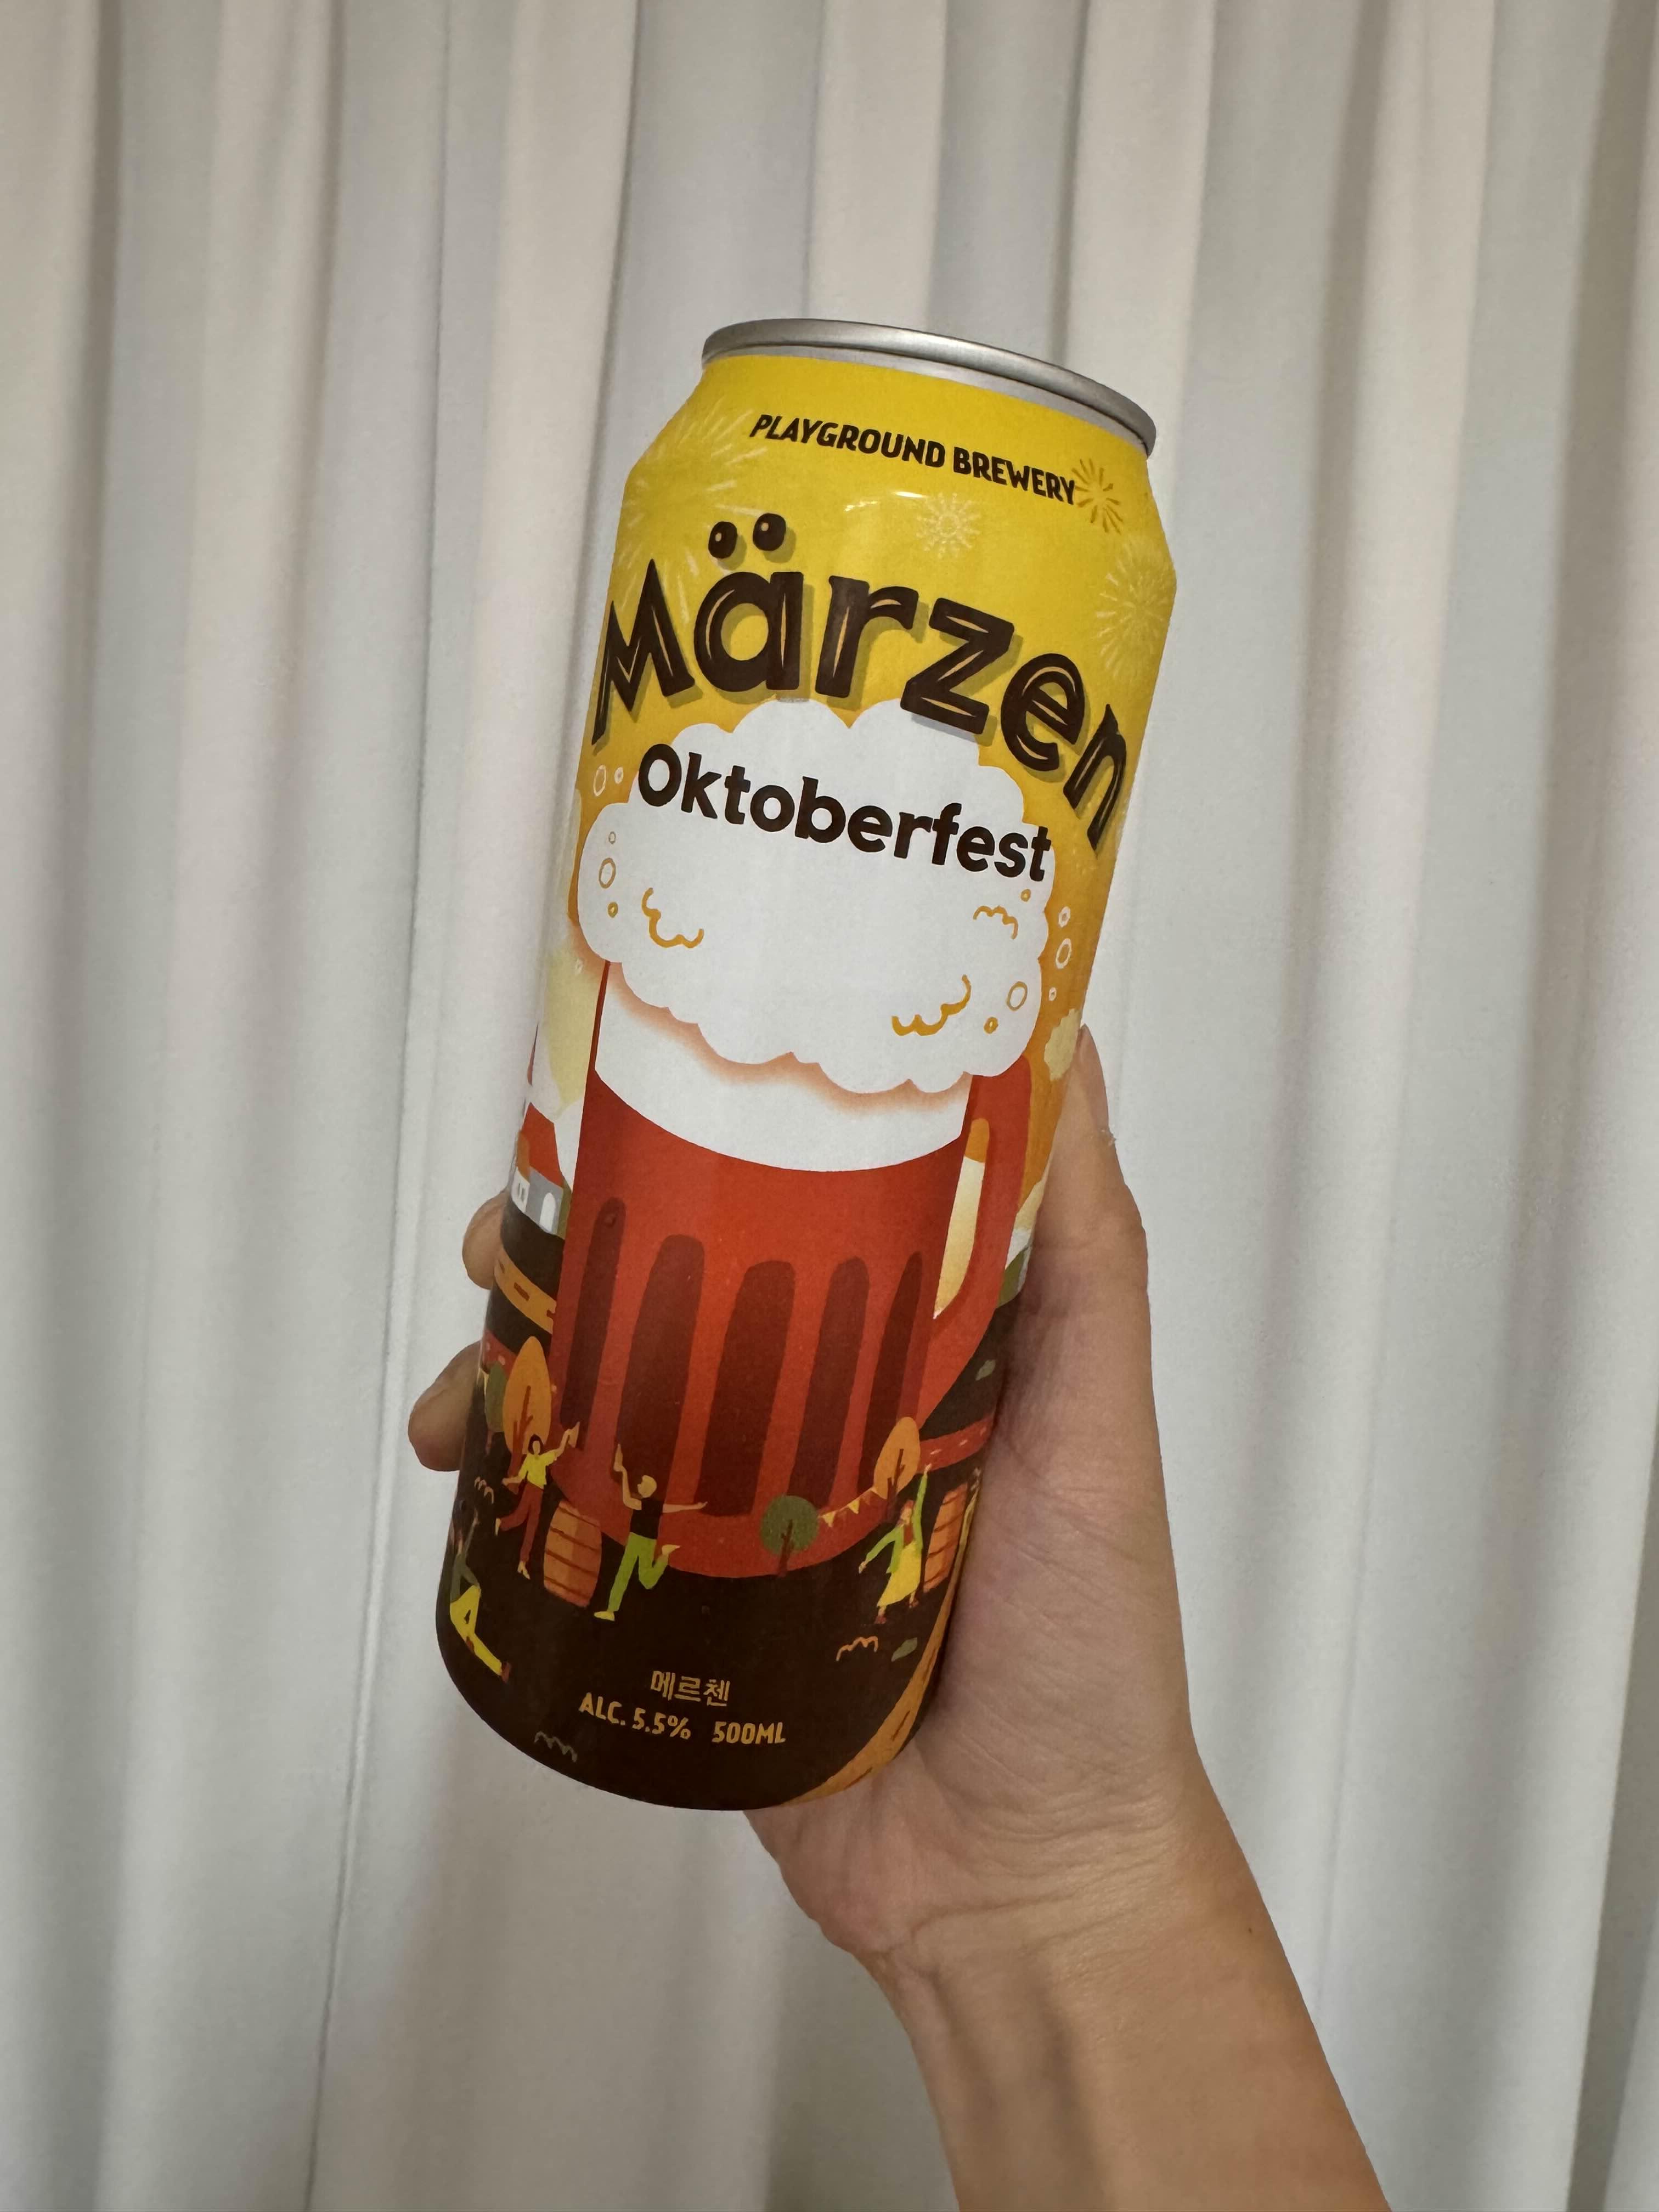 PLAYGROUND BREWERY
Märzen
Oktoberfest
메르첸
ALC. 5.5% 500ML